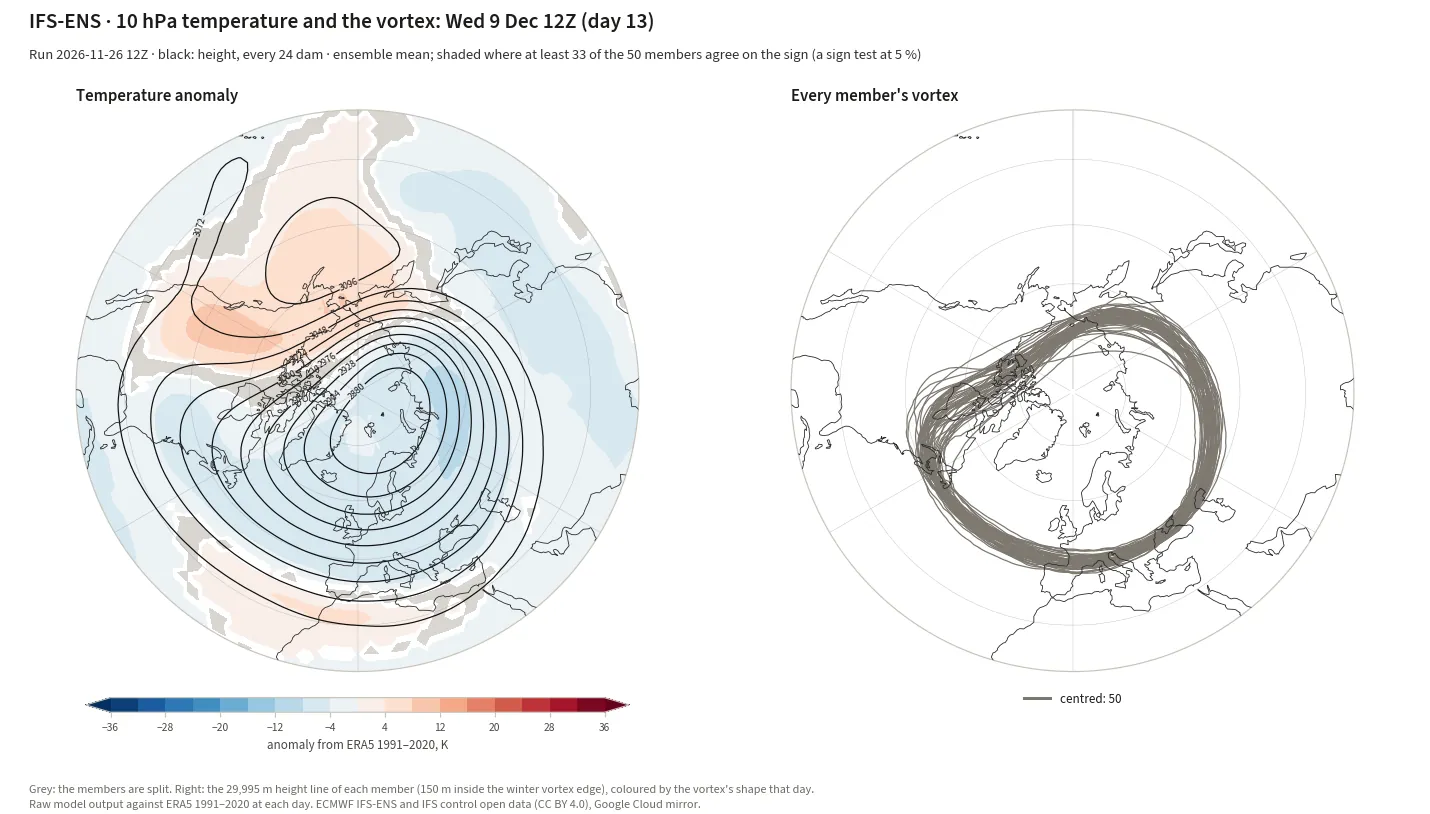 IFS-ENS · 10 hPa temperature and the vortex: Wed 9 Dec 12Z (day 13)
Run 2026-11-26 12Z · black: height, every 24 dam · ensemble mean; shaded where at least 33 of the 50 members agree on the sign (a sign test at 5 %)
Temperature anomaly
Every member's vortex
3072
3096
3048
2976
2928
2880
−36 −28 −20 −12 −4 4 12 20 28 36
anomaly from ERA5 1991–2020, K
centred: 50
Grey: the members are split. Right: the 29,995 m height line of each member (150 m inside the winter vortex edge), coloured by the vortex's shape that day.
Raw model output against ERA5 1991–2020 at each day. ECMWF IFS-ENS and IFS control open data (CC BY 4.0), Google Cloud mirror.